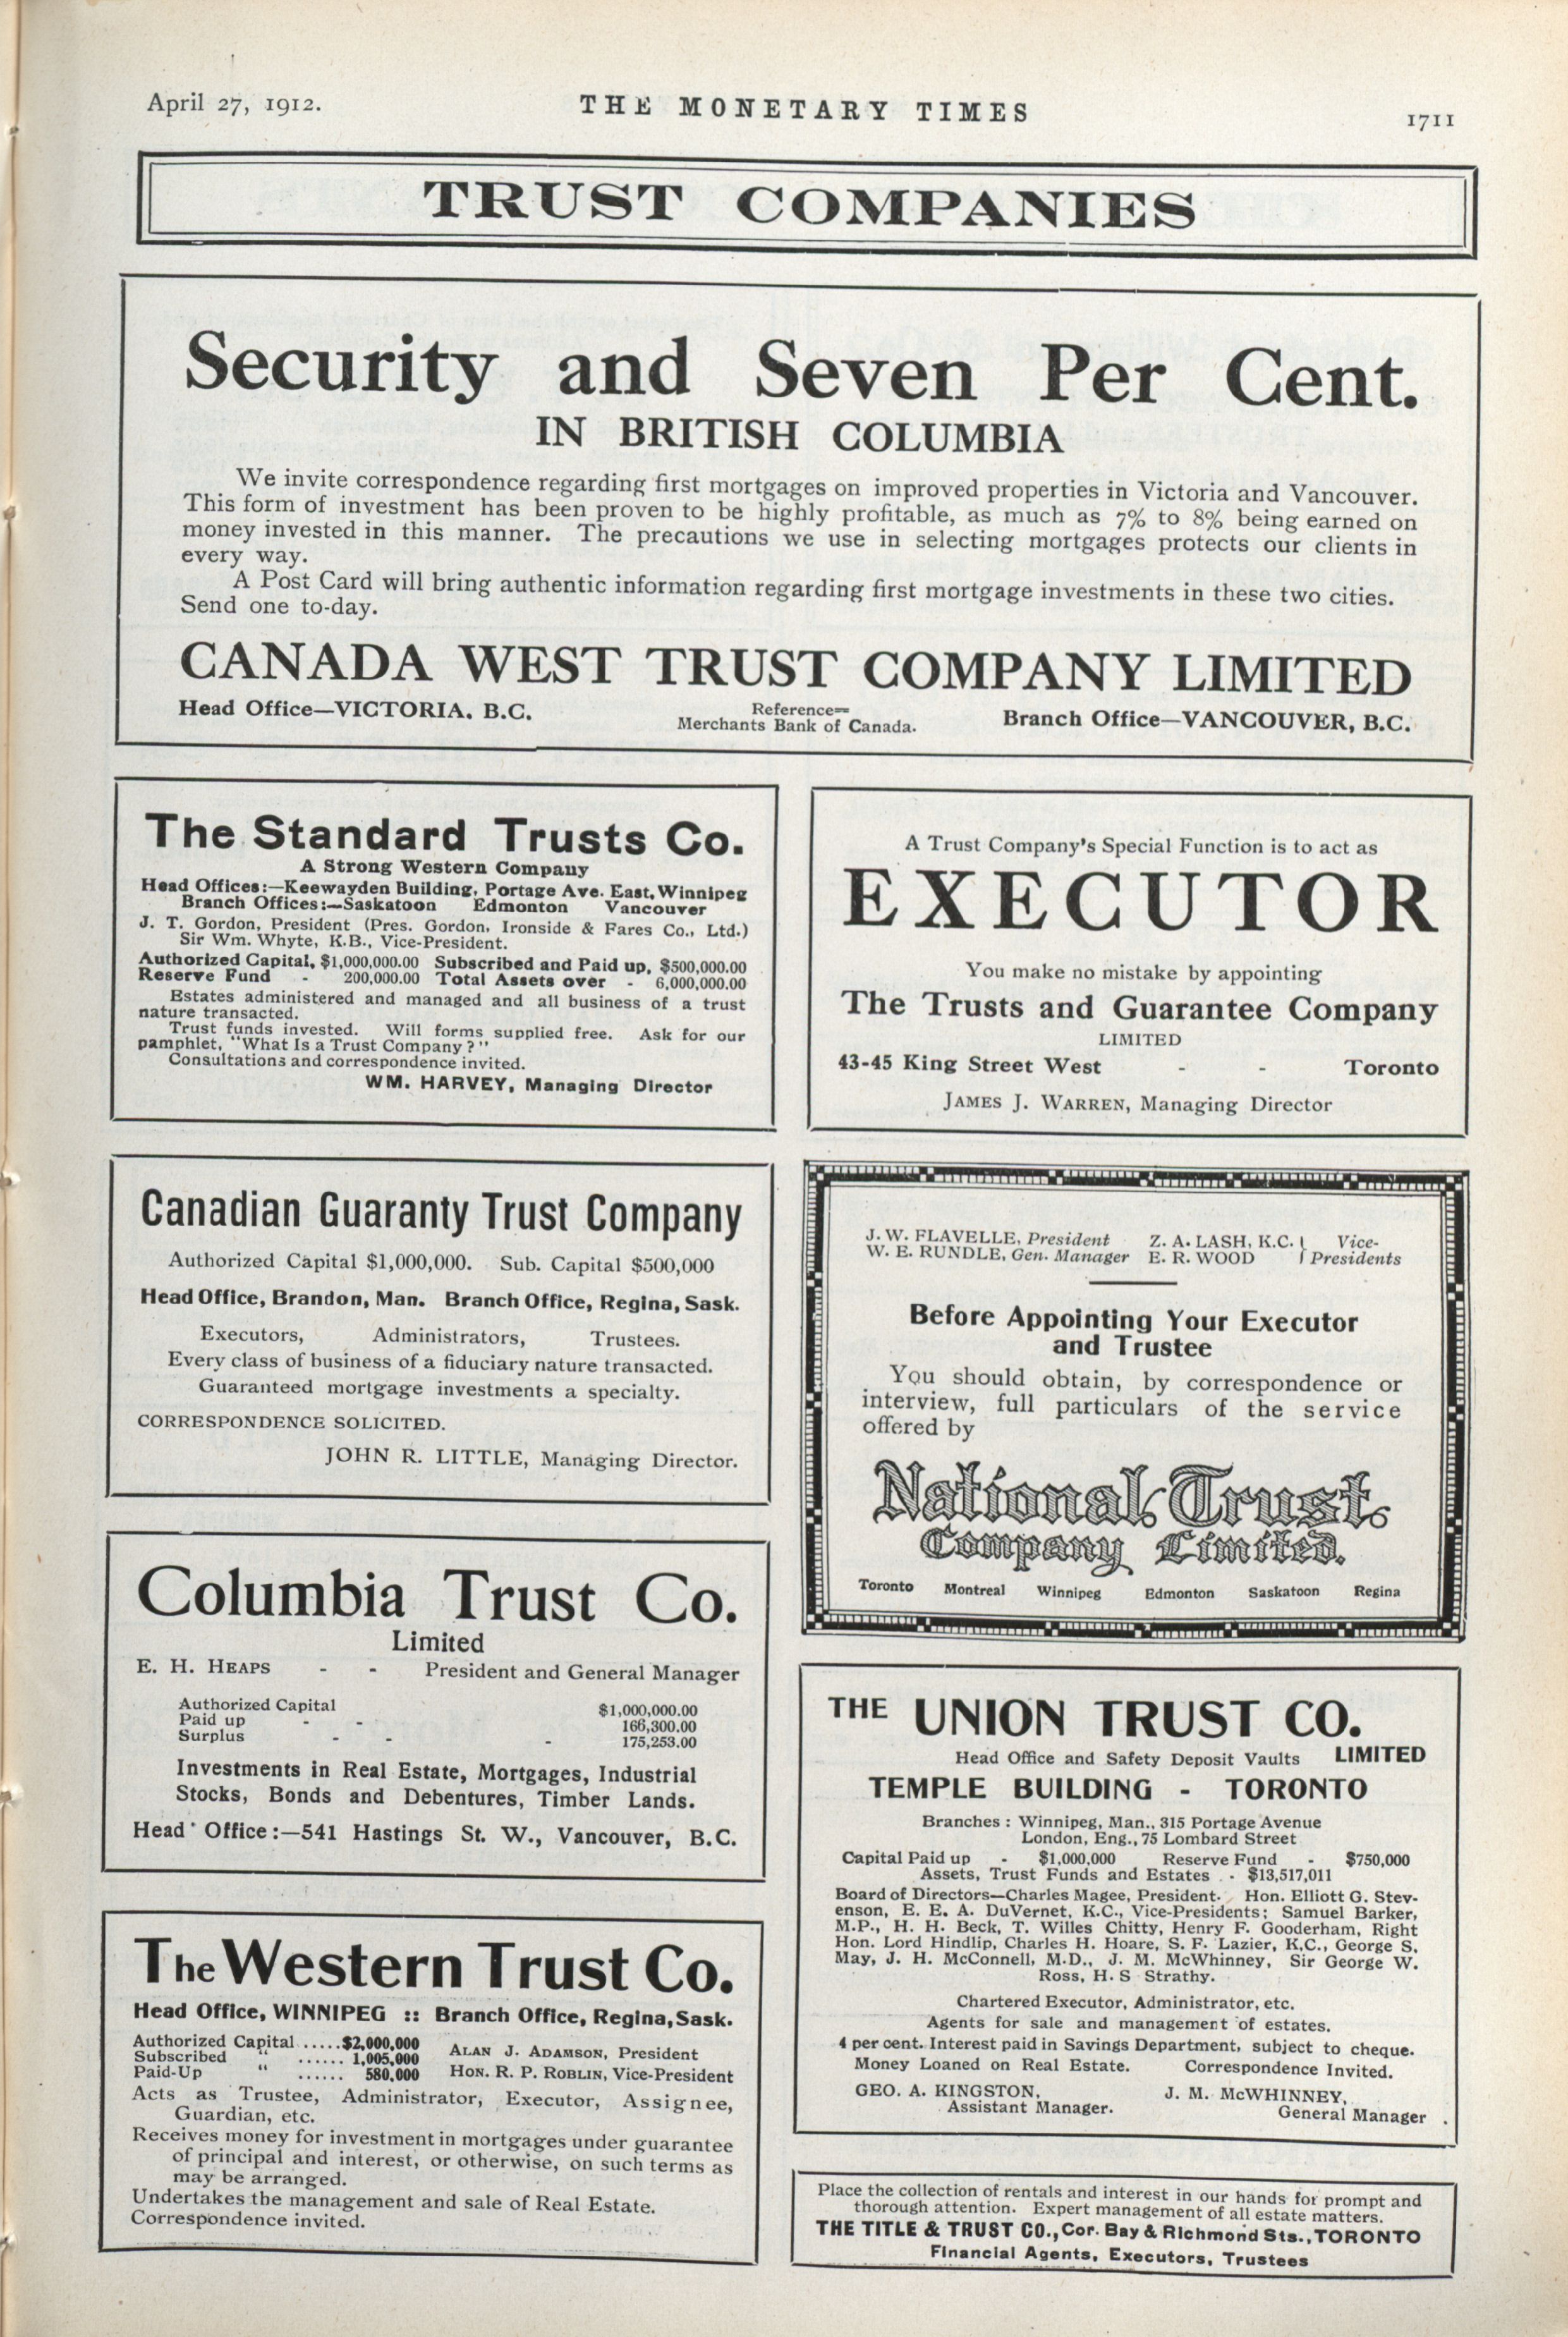 April 27, 1912.
THE MONETARY TIMES
1711
TRUST COMPANIES
Security and Seven Per Cent.
IN BRITISH COLUMBIA
We invite correspondence regarding first mortgages on improved properties in Victoria and Vancouver.
This form of investment has been proven to be highly profitable, as much as 7% to 8% being earned on
money invested in this manner. The precautions we use in selecting mortgages protects our clients in
every way.
A Post Card will bring authentic information regarding first mortgage investments in these two cities.
Send one to-day.
CANADA WEST TRUST COMPANY LIMITED
Head Office—VICTORIA. B.C.
Reference=
Merchants Bank of Canada.
Branch Office—VANCOUVER, B.C.
The Standard Trusts Co.
A Strong Western Company
Head Offices:—Keewayden Building, Portage Ave. East, Winnipeg
Branch Offices:—Saskatoon Edmonton Vancouver
J. T. Gordon, President (Pres. Gordon, Ironside & Fares Co., Ltd.)
Sir Wm. Whyte, K.B., Vice-President.
Authorized Capital, $1,000,000.00 Subscribed and Paid up, $500,000.00
Reserve Fund - 200,000.00 Total Assets over - 6,000,000.00
Estates administered and managed and all business of a trust
nature transacted.
Trust funds invested. Will forms supplied free. Ask for our
pamphlet, "What Is a Trust Company?"
Consultations and correspondence invited.
WM. HARVEY, Managing Director
A Trust Company's Special Function is to act as
EXECUTOR
You make no mistake by appointing
The Trusts and Guarantee Company
LIMITED
43-45 King Street West - - Toronto
JAMES J. WARREN, Managing Director
Canadian Guaranty Trust Company
Authorized Capital $1,000,000. Sub. Capital $500,000
Head Office, Brandon, Man. Branch Office, Regina, Sask.
Executors, Administrators, Trustees.
Every class of business of a fiduciary nature transacted.
Guaranteed mortgage investments a specialty.
CORRESPONDENCE SOLICITED.
JOHN R. LITTLE, Managing Director.
J. W. FLAVELLE, President Z. A. LASH, K.C. } Vice-
W. E. RUNDLE, Gen. Manager E. R. WOOD } Presidents
Before Appointing Your Executor
and Trustee
You should obtain, by correspondence or
interview, full particulars of the service
offered by
National Trust
Company Limited.
Toronto Montreal Winnipeg Edmonton Saskatoon Regina
Columbia Trust Co.
Limited
E. H. HEAPS - - President and General Manager
Authorized Capital $1,000,000.00
Paid up - - 166,300.00
Surplus - - - 175,253.00
Investments in Real Estate, Mortgages, Industrial
Stocks, Bonds and Debentures, Timber Lands.
Head Office:—541 Hastings St. W., Vancouver, B.C.
THE UNION TRUST CO.
Head Office and Safety Deposit Vaults LIMITED
TEMPLE BUILDING - TORONTO
Branches: Winnipeg, Man., 315 Portage Avenue
London, Eng., 75 Lombard Street
Capital Paid up - $1,000,000 Reserve Fund - $750,000
Assets, Trust Funds and Estates - $13,517,011
Board of Directors—Charles Magee, President. Hon. Elliott G. Stev-
enson, E. E. A. DuVernet, K.C., Vice-Presidents; Samuel Barker,
M.P., H. H. Beck, T. Willes Chitty, Henry F. Gooderham, Right
Hon. Lord Hindlip, Charles H. Hoare, S. F. Lazier, K.C., George S.
May, J. H. McConnell, M.D., J. M. McWhinney, Sir George W.
Ross, H. S Strathy.
Chartered Executor, Administrator, etc.
Agents for sale and management of estates.
4 per cent. Interest paid in Savings Department, subject to cheque.
Money Loaned on Real Estate. Correspondence Invited.
GEO. A. KINGSTON, J. M. McWHINNEY,
Assistant Manager. General Manager
The Western Trust Co.
Head Office, WINNIPEG :: Branch Office, Regina, Sask.
Authorized Capital .....$2,000,000
Subscribed " ...... 1,005,000
Paid-Up " ...... 580,000
ALAN J. ADAMSON, President
HON. R. P. ROBLIN, Vice-President
Acts as Trustee, Administrator, Executor, Assignee,
Guardian, etc.
Receives money for investment in mortgages under guarantee
of principal and interest, or otherwise, on such terms as
may be arranged.
Undertakes the management and sale of Real Estate.
Correspondence invited.
Place the collection of rentals and interest in our hands for prompt and
thorough attention. Expert management of all estate matters.
THE TITLE & TRUST CO., Cor. Bay & Richmond Sts., TORONTO
Financial Agents, Executors, Trustees